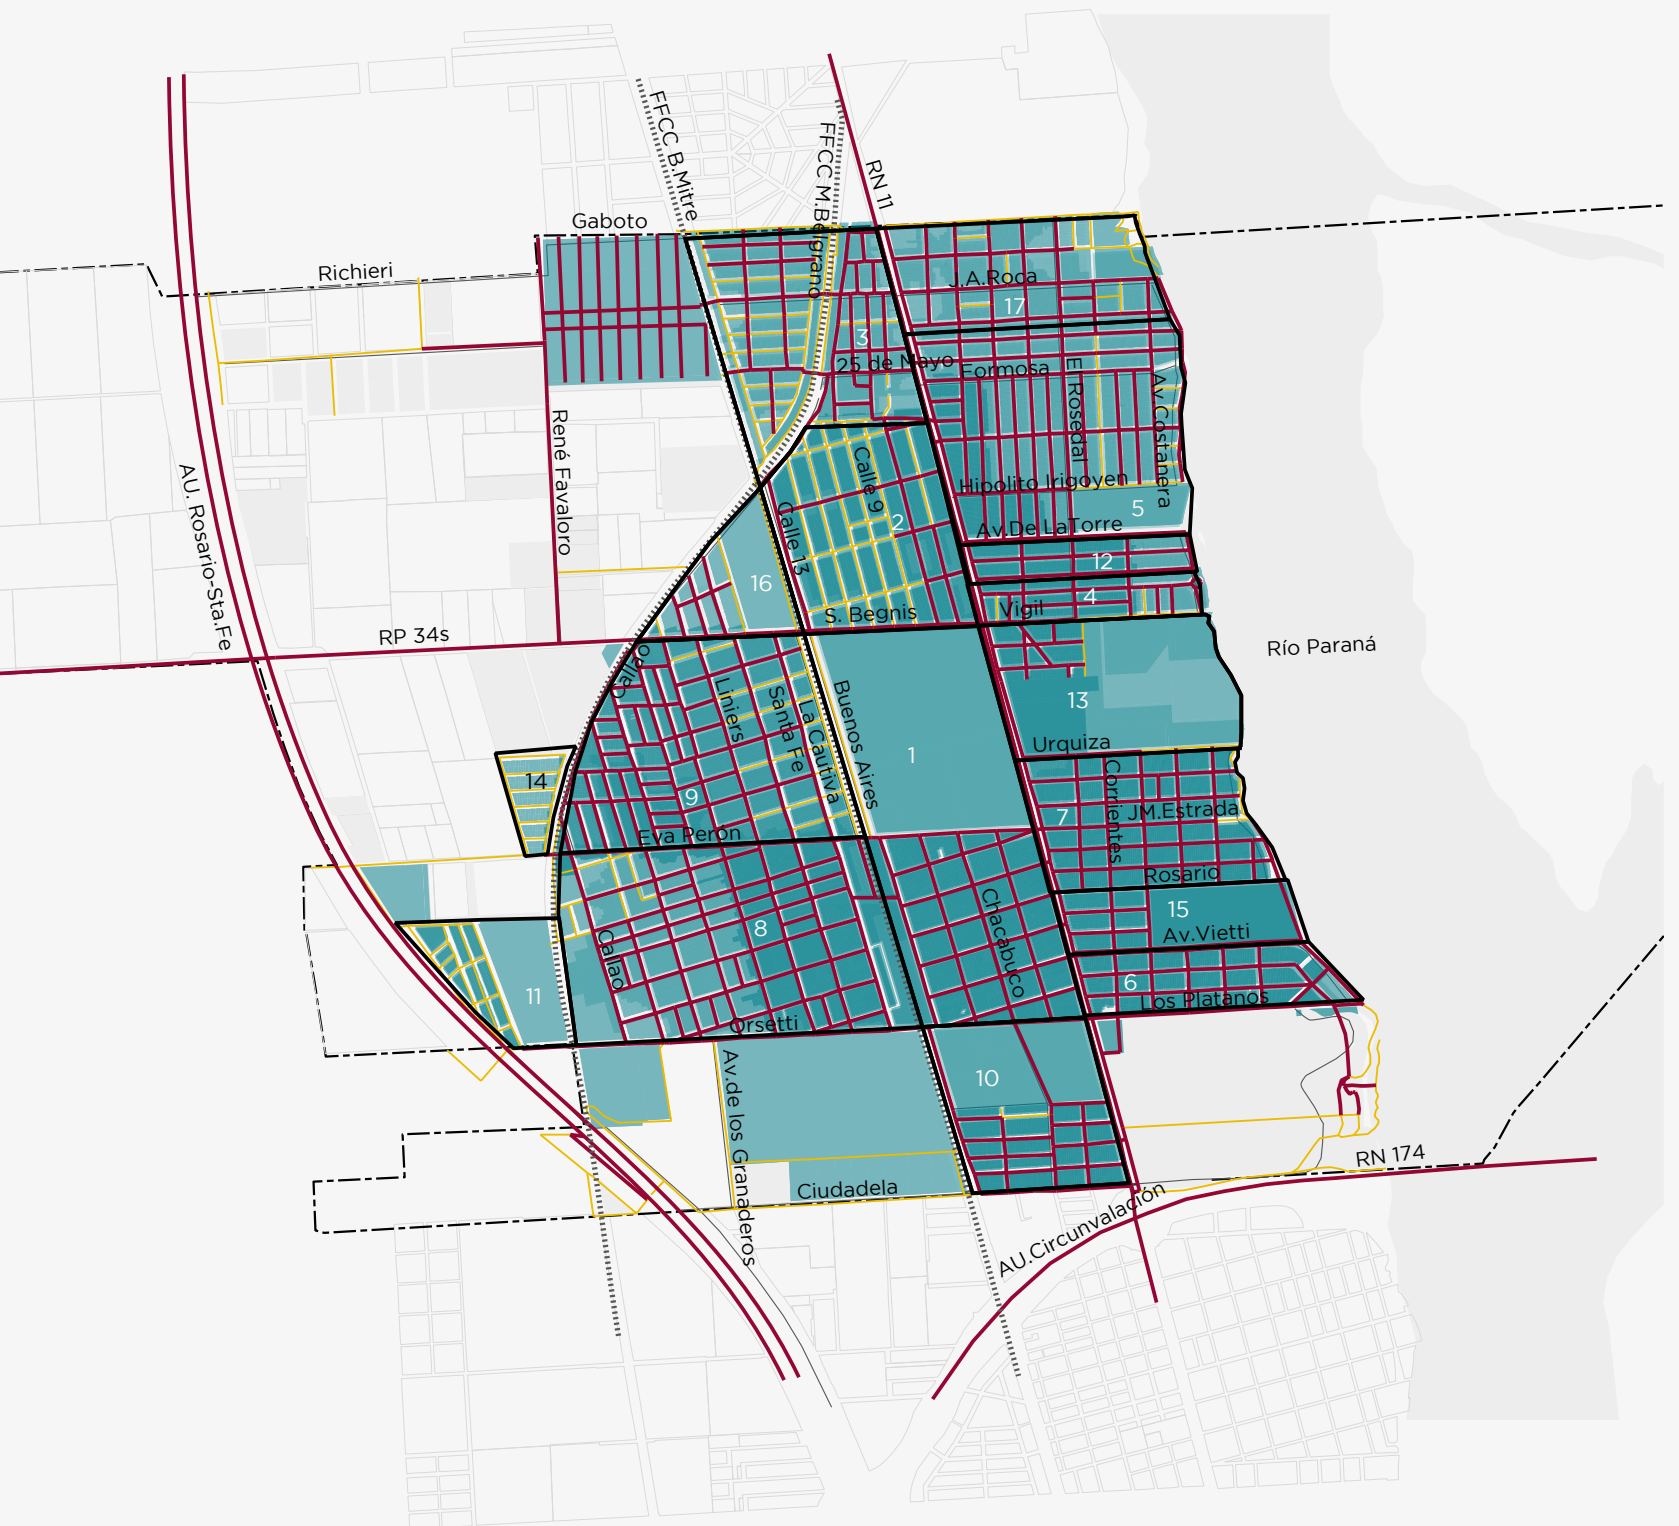 FFCC B.Mitre
FFCC M.Belgrano
RN 11
Gaboto
Richieri
J.A.Roca
17
3
25 de Mayo
Formosa
El Rosedal
Av.Costanera
René Favaloro
AU. Rosario-Sta.Fe
Calle 9
Calle 13
2
Hipolito Irigoyen
5
Av.De LaTorre
12
16
4
Vigil
S. Begnis
RP 34s
Río Paraná
Callao
Liniers
Santa Fe
La Cautiva
Buenos Aires
13
1
Urquiza
14
9
Corrientes
7
JM.Estrada
Eva Perón
Rosario
15
Chacabuco
8
Av.Vietti
Callao
11
6
Los Platanos
Orsetti
10
Av.de los Granaderos
RN 174
Ciudadela
AU.Circunvalación